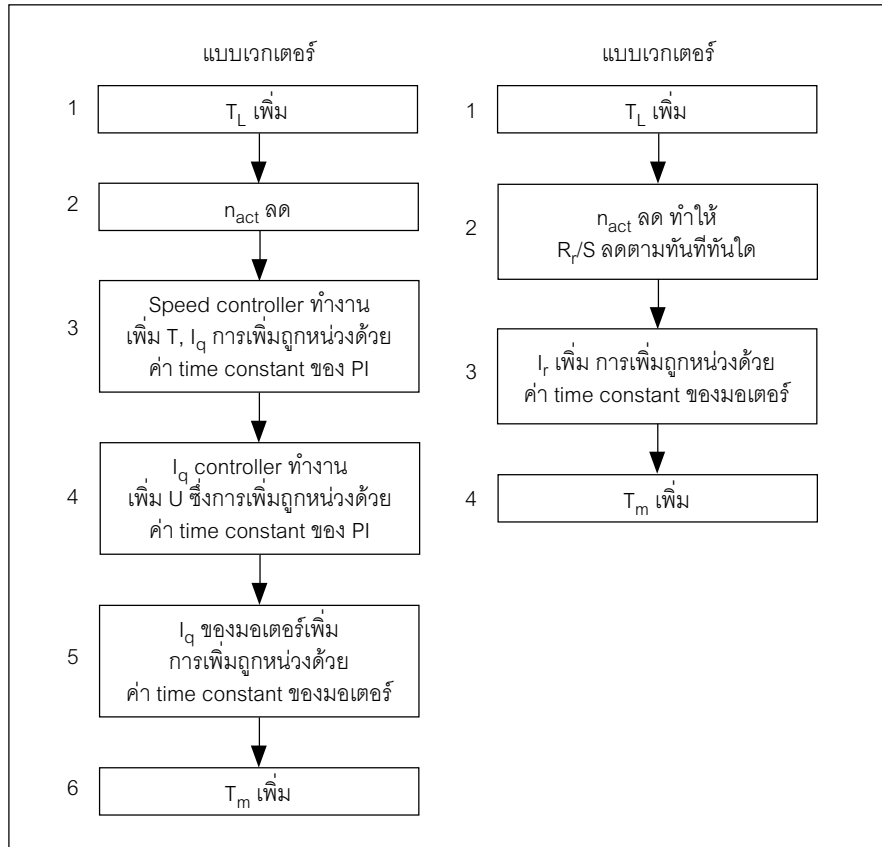 แบบเวกเตอร์
1
T_L เพิ่ม
2
n_act ลด
3
Speed controller ทำงาน
เพิ่ม T, I_q การเพิ่มถูกหน่วงด้วย
ค่า time constant ของ PI
4
I_q controller ทำงาน
เพิ่ม U ซึ่งการเพิ่มถูกหน่วงด้วย
ค่า time constant ของ PI
5
I_q ของมอเตอร์เพิ่ม
การเพิ่มถูกหน่วงด้วย
ค่า time constant ของมอเตอร์
6
T_m เพิ่ม
แบบเวกเตอร์
1
T_L เพิ่ม
2
n_act ลด ทำให้
R_r/S ลดตามทันทีทันใด
3
I_r เพิ่ม การเพิ่มถูกหน่วงด้วย
ค่า time constant ของมอเตอร์
4
T_m เพิ่ม